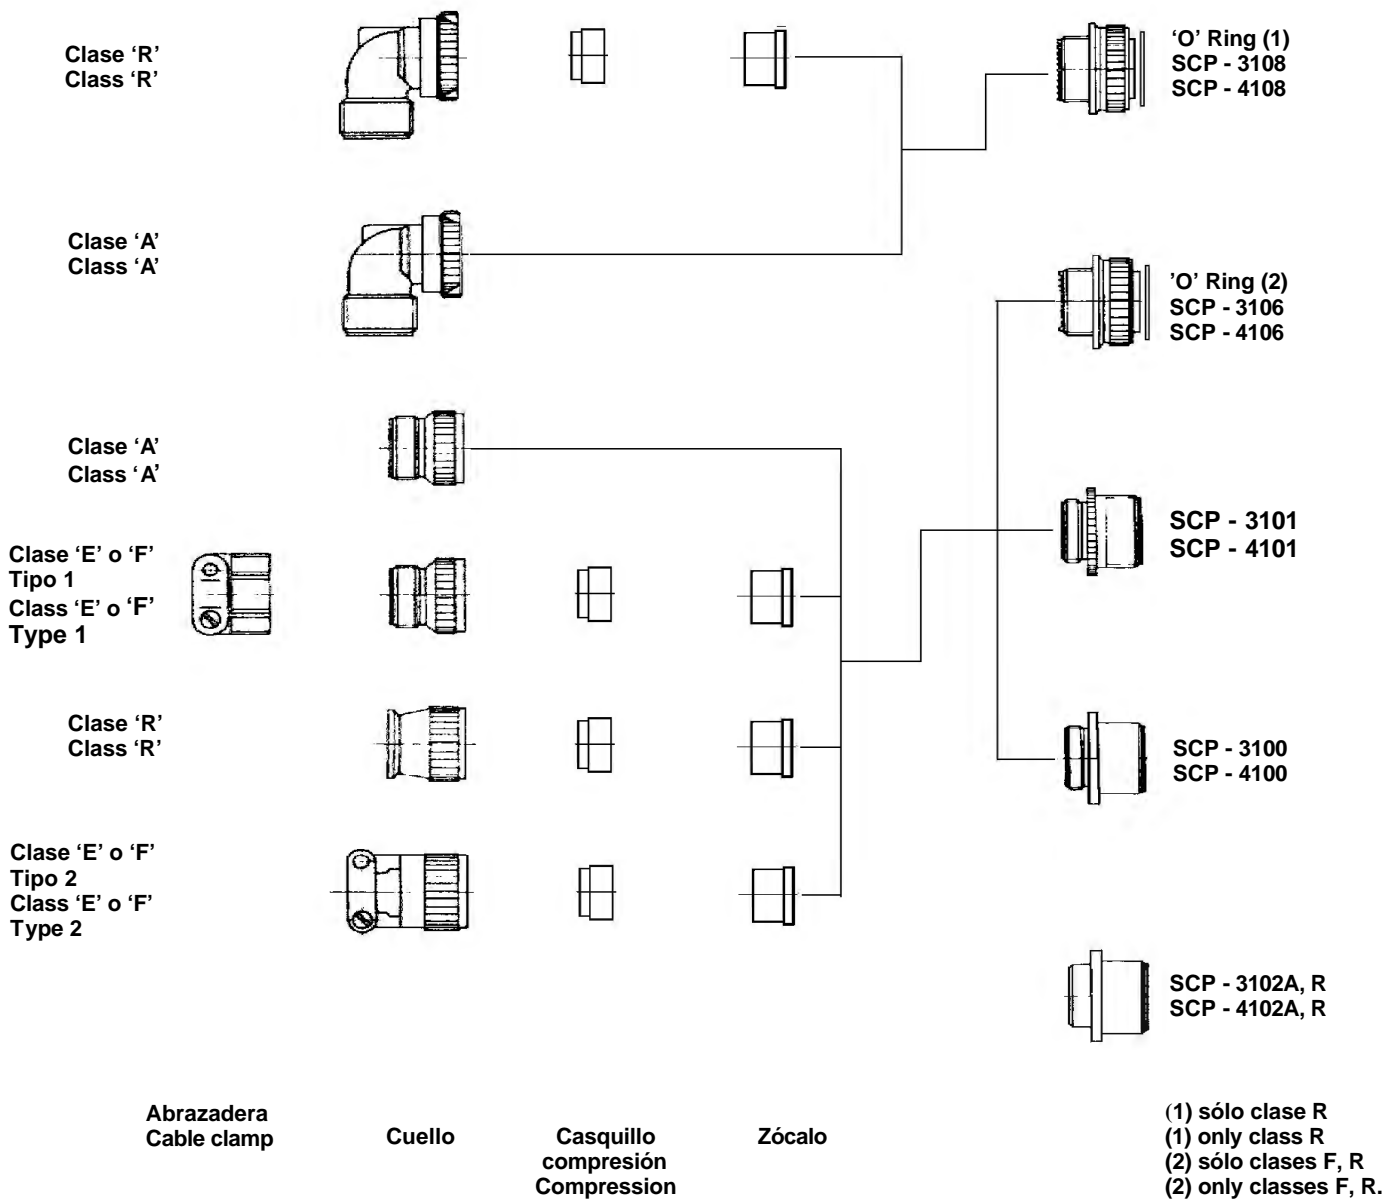 Clase ‘R’
Class ‘R’
‘O’ Ring (1)
SCP - 3108
SCP - 4108
Clase ‘A’
Class ‘A’
’O’ Ring (2)
SCP - 3106
SCP - 4106
Clase ‘A’
Class ‘A’
SCP - 3101
SCP - 4101
Clase ‘E’ o ‘F’
Tipo 1
Class ‘E’ o ‘F’
Type 1
Clase ‘R’
Class ‘R’
SCP - 3100
SCP - 4100
Clase ‘E’ o ‘F’
Tipo 2
Class ‘E’ o ‘F’
Type 2
SCP - 3102A, R
SCP - 4102A, R
Abrazadera
Cable clamp
Cuello
Casquillo
compresión
Compression
Zócalo
(1) sólo clase R
(1) only class R
(2) sólo clases F, R
(2) only classes F, R.